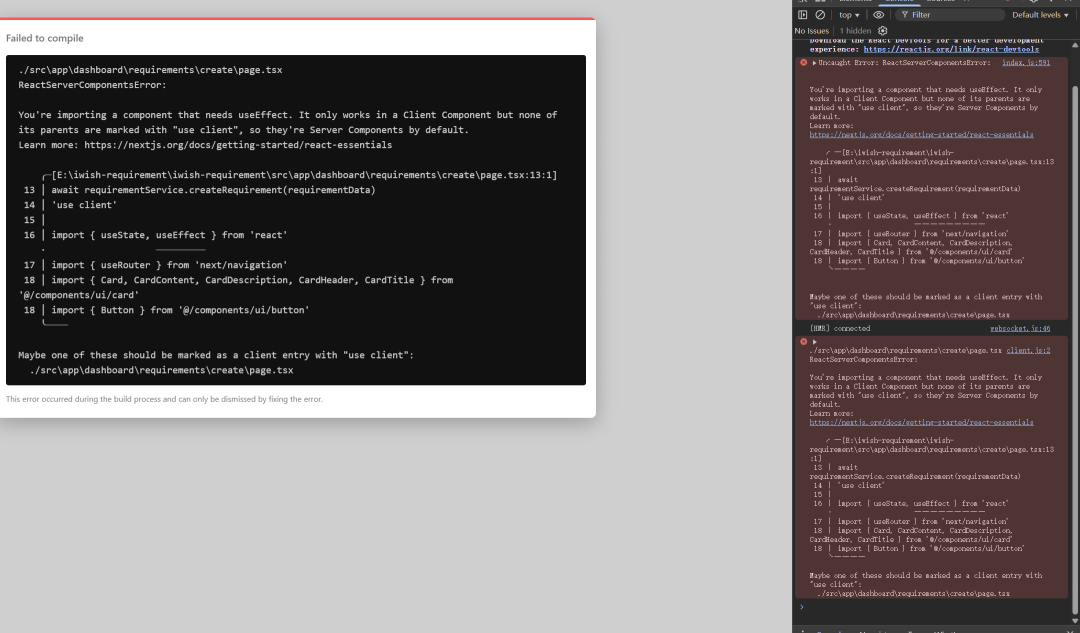 Failed to compile
./src\app\dashboard\requirements\create\page.tsx
ReactServerComponentsError:
You're importing a component that needs useEffect. It only works in a Client Component but none of
its parents are marked with "use client", so they're Server Components by default.
Learn more: https://nextjs.org/docs/getting-started/react-essentials
╭─[E:\iwish-requirement\iwish-requirement\src\app\dashboard\requirements\create\page.tsx:13:1]
13 │ await requirementService.createRequirement(requirementData)
14 │ 'use client'
15 │
16 │ import { useState, useEffect } from 'react'
17 │ import { useRouter } from 'next/navigation'
18 │ import { Card, CardContent, CardDescription, CardHeader, CardTitle } from
'@/components/ui/card'
18 │ import { Button } from '@/components/ui/button'
Maybe one of these should be marked as a client entry with "use client":
./src\app\dashboard\requirements\create\page.tsx
This error occurred during the build process and can only be dismissed by fixing the error.
top
Filter
Default levels
No Issues
1 hidden
Download the React DevTools for a better development
experience: https://reactjs.org/link/react-devtools
Uncaught Error: ReactServerComponentsError: index.js:591
You're importing a component that needs useEffect. It only
works in a Client Component but none of its parents are
marked with "use client", so they're Server Components by
default.
Learn more:
https://nextjs.org/docs/getting-started/react-essentials
╭─[E:\iwish-requirement\iwish-
requirement\src\app\dashboard\requirements\create\page.tsx:13
:1]
13 │ await
requirementService.createRequirement(requirementData)
14 │ 'use client'
15 │
16 │ import { useState, useEffect } from 'react'
17 │ import { useRouter } from 'next/navigation'
18 │ import { Card, CardContent, CardDescription,
CardHeader, CardTitle } from '@/components/ui/card'
18 │ import { Button } from '@/components/ui/button'
Maybe one of these should be marked as a client entry with
"use client":
./src\app\dashboard\requirements\create\page.tsx
[HMR] connected websocket.js:46
./src\app\dashboard\requirements\create\page.tsx client.js:2
ReactServerComponentsError:
You're importing a component that needs useEffect. It only
works in a Client Component but none of its parents are
marked with "use client", so they're Server Components by
default.
Learn more:
https://nextjs.org/docs/getting-started/react-essentials
╭─[E:\iwish-requirement\iwish-
requirement\src\app\dashboard\requirements\create\page.tsx:13
:1]
13 │ await
requirementService.createRequirement(requirementData)
14 │ 'use client'
15 │
16 │ import { useState, useEffect } from 'react'
17 │ import { useRouter } from 'next/navigation'
18 │ import { Card, CardContent, CardDescription,
CardHeader, CardTitle } from '@/components/ui/card'
18 │ import { Button } from '@/components/ui/button'
Maybe one of these should be marked as a client entry with
"use client":
./src\app\dashboard\requirements\create\page.tsx